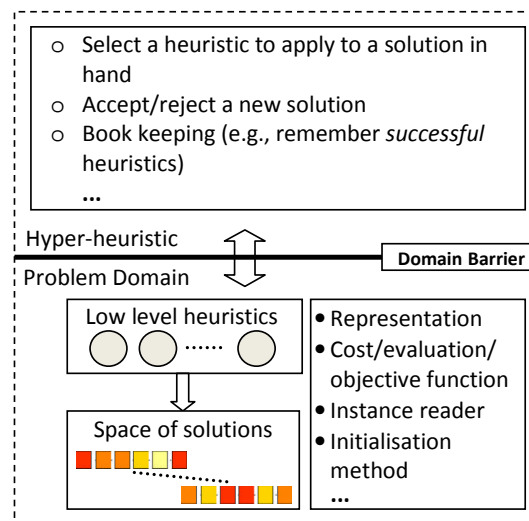 o Select a heuristic to apply to a solution in
hand
o Accept/reject a new solution
o Book keeping (e.g., remember successful
heuristics)
...
Hyper-heuristic
Domain Barrier
Problem Domain
Low level heuristics
......
Space of solutions
• Representation
• Cost/evaluation/
objective function
• Instance reader
• Initialisation
method
...